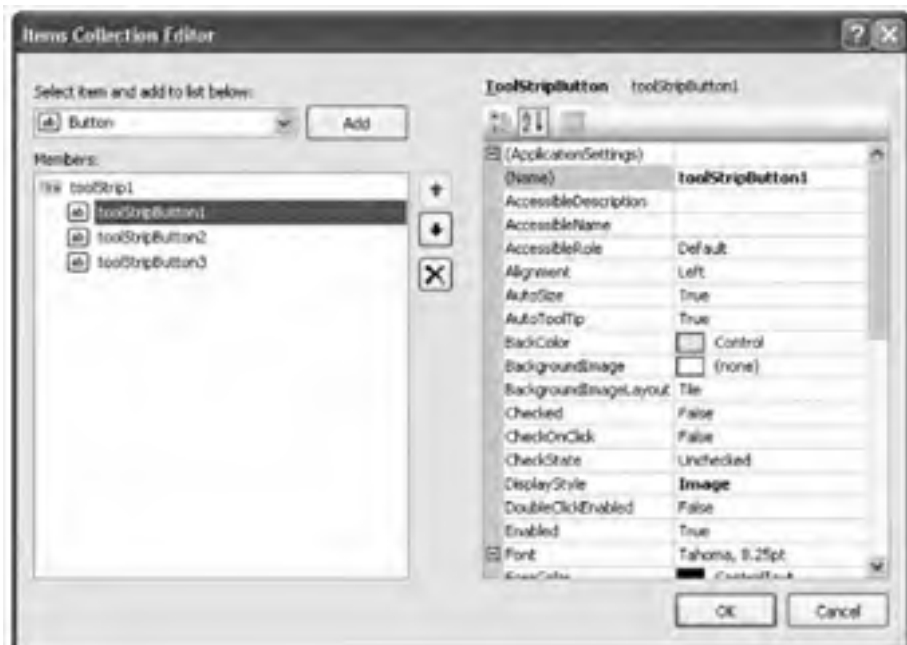 Items Collection Editor
Select item and add to list below:
Button
Add
Members:
toolStrip1
toolStripButton1
toolStripButton2
toolStripButton3
ToolStripButton toolStripButton1
(ApplicationSettings)
(Name) toolStripButton1
AccessibleDescription
AccessibleName
AccessibleRole Default
Alignment Left
AutoSize True
AutoToolTip True
BackColor Control
BackgroundImage (none)
BackgroundImageLayout Tile
Checked False
CheckOnClick False
CheckState Unchecked
DisplayStyle Image
DoubleClickEnabled False
Enabled True
Font Tahoma, 8.25pt
ForeColor ControlText
OK
Cancel